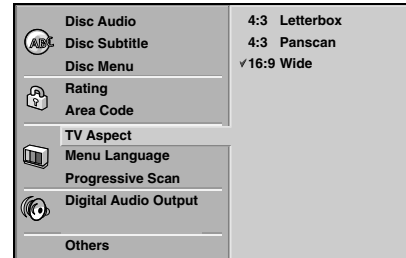 Disc Audio
Disc Subtitle
Disc Menu
Rating
Area Code
TV Aspect
Menu Language
Progressive Scan
Digital Audio Output
Others
4:3 Letterbox
4:3 Panscan
✓16:9 Wide
ABC